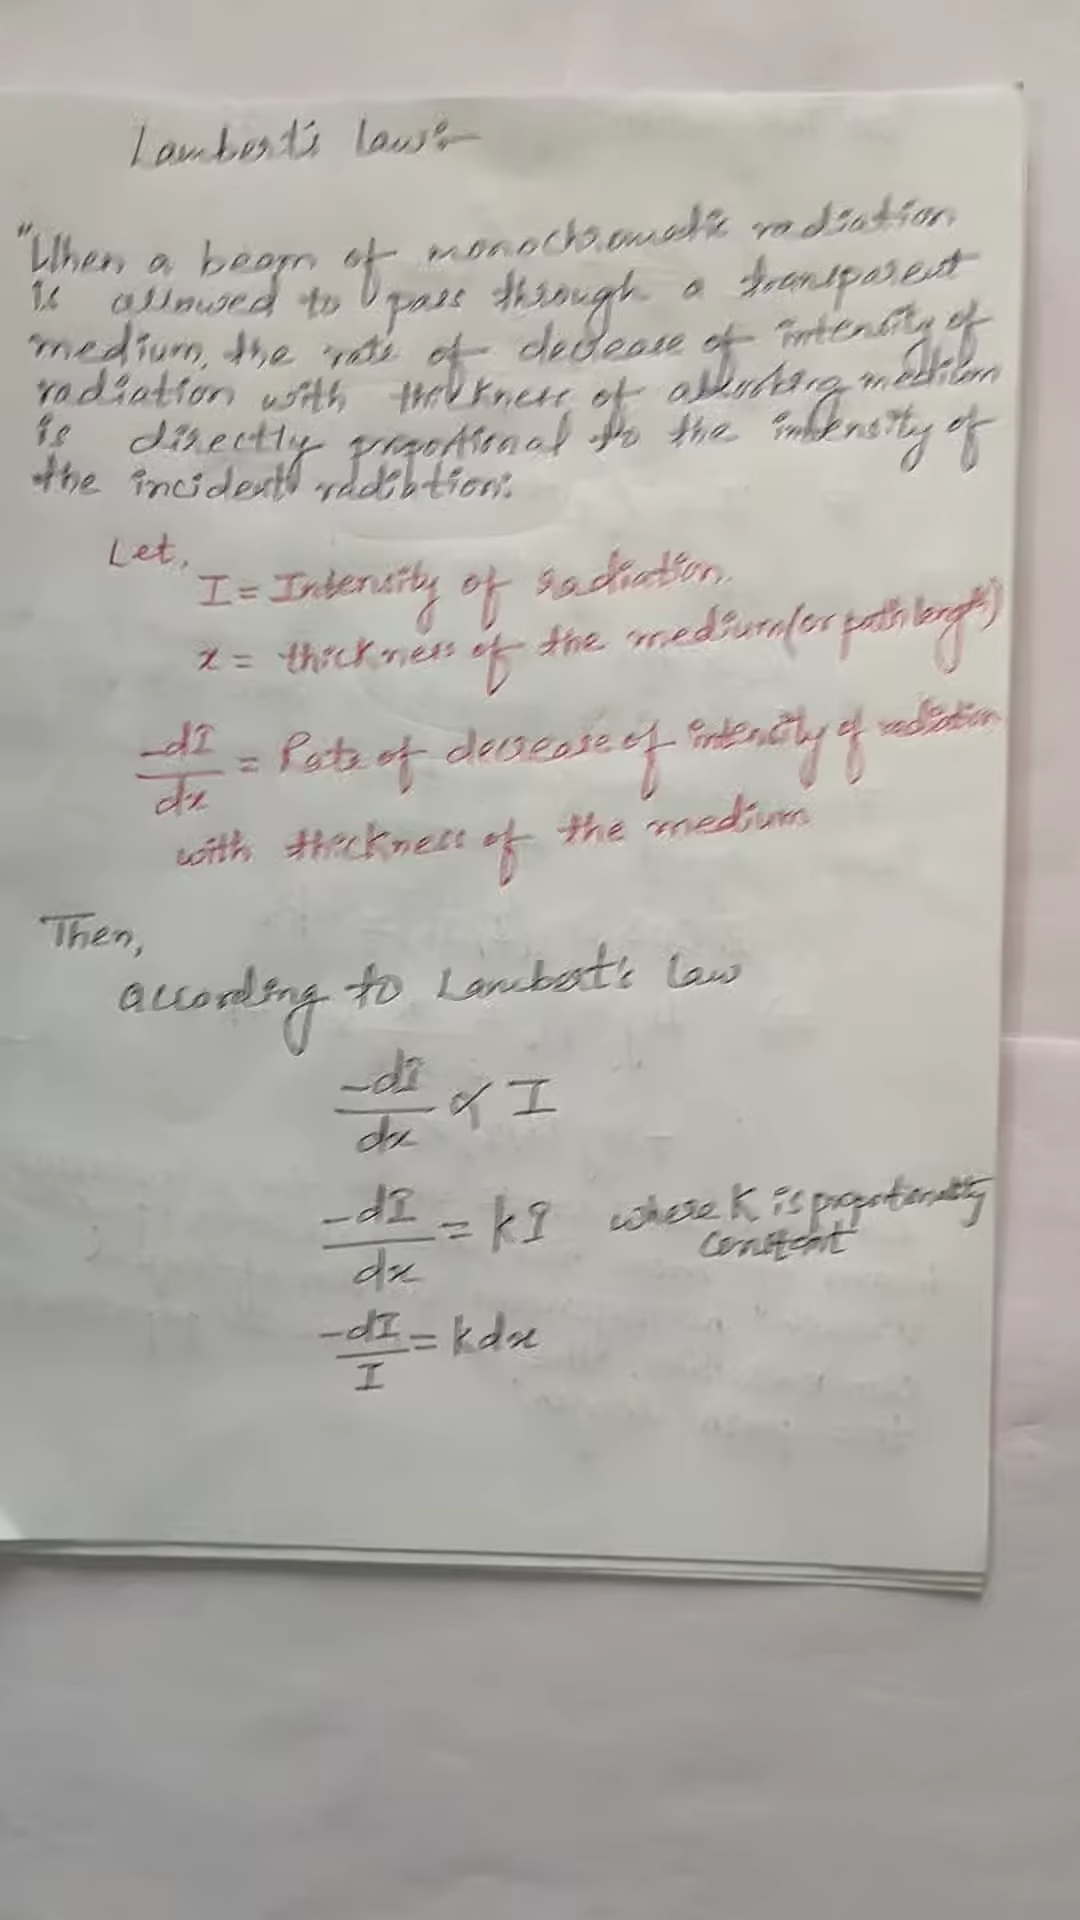 Lambert's Law:-
"When a beam of monochromatic radiation
is allowed to pass through a transparent
medium, the rate of decrease of intensity of
radiation with thickness of absorbing medium
is directly proportional to the intensity of
the incident radiation.
Let,
I = Intensity of radiation.
x = thickness of the medium (or path length)
-dI/dx = Rate of decrease of intensity of radiation
with thickness of the medium
Then,
according to Lambert's Law
-dI/dx ∝ I
-dI/dx = kI where K is proportionality
constant
-dI/I = kdx